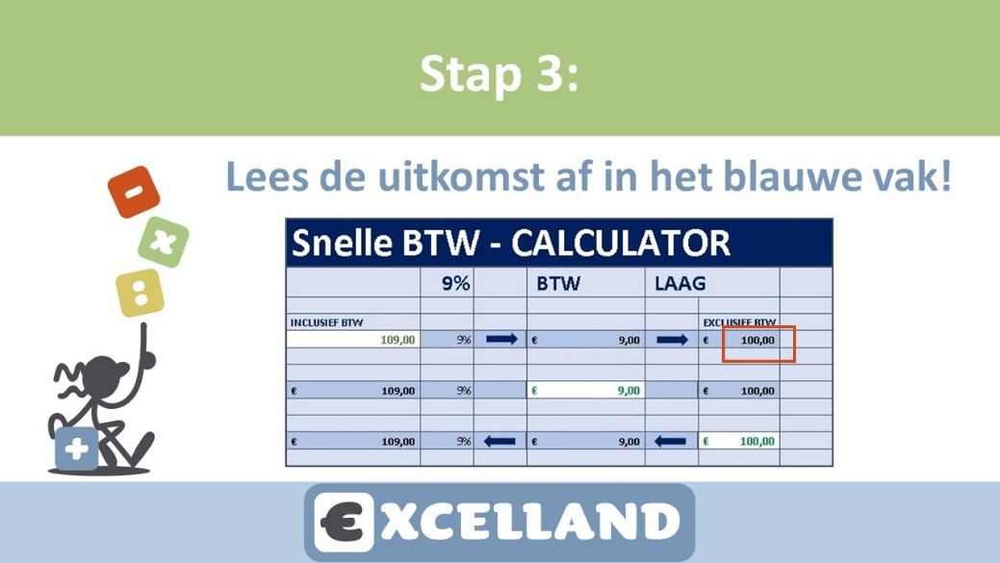 Stap 3:
Lees de uitkomst af in het blauwe vak!
Snelle BTW - CALCULATOR
9% BTW LAAG
INCLUSIEF BTW EXCLUSIEF BTW
109,00 9% € 9,00 € 100,00
€ 109,00 9% € 9,00 € 100,00
€ 109,00 9% € 9,00 € 100,00
€XCELLAND